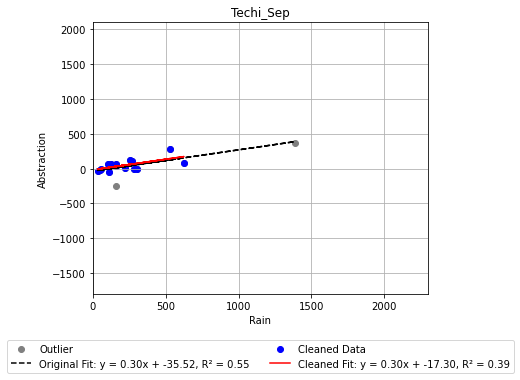 Techi_Sep
2000
1500
1000
500
0
−500
−1000
−1500
Abstraction
0 500 1000 1500 2000
Rain
Outlier Cleaned Data
Original Fit: y = 0.30x + -35.52, R² = 0.55 Cleaned Fit: y = 0.30x + -17.30, R² = 0.39